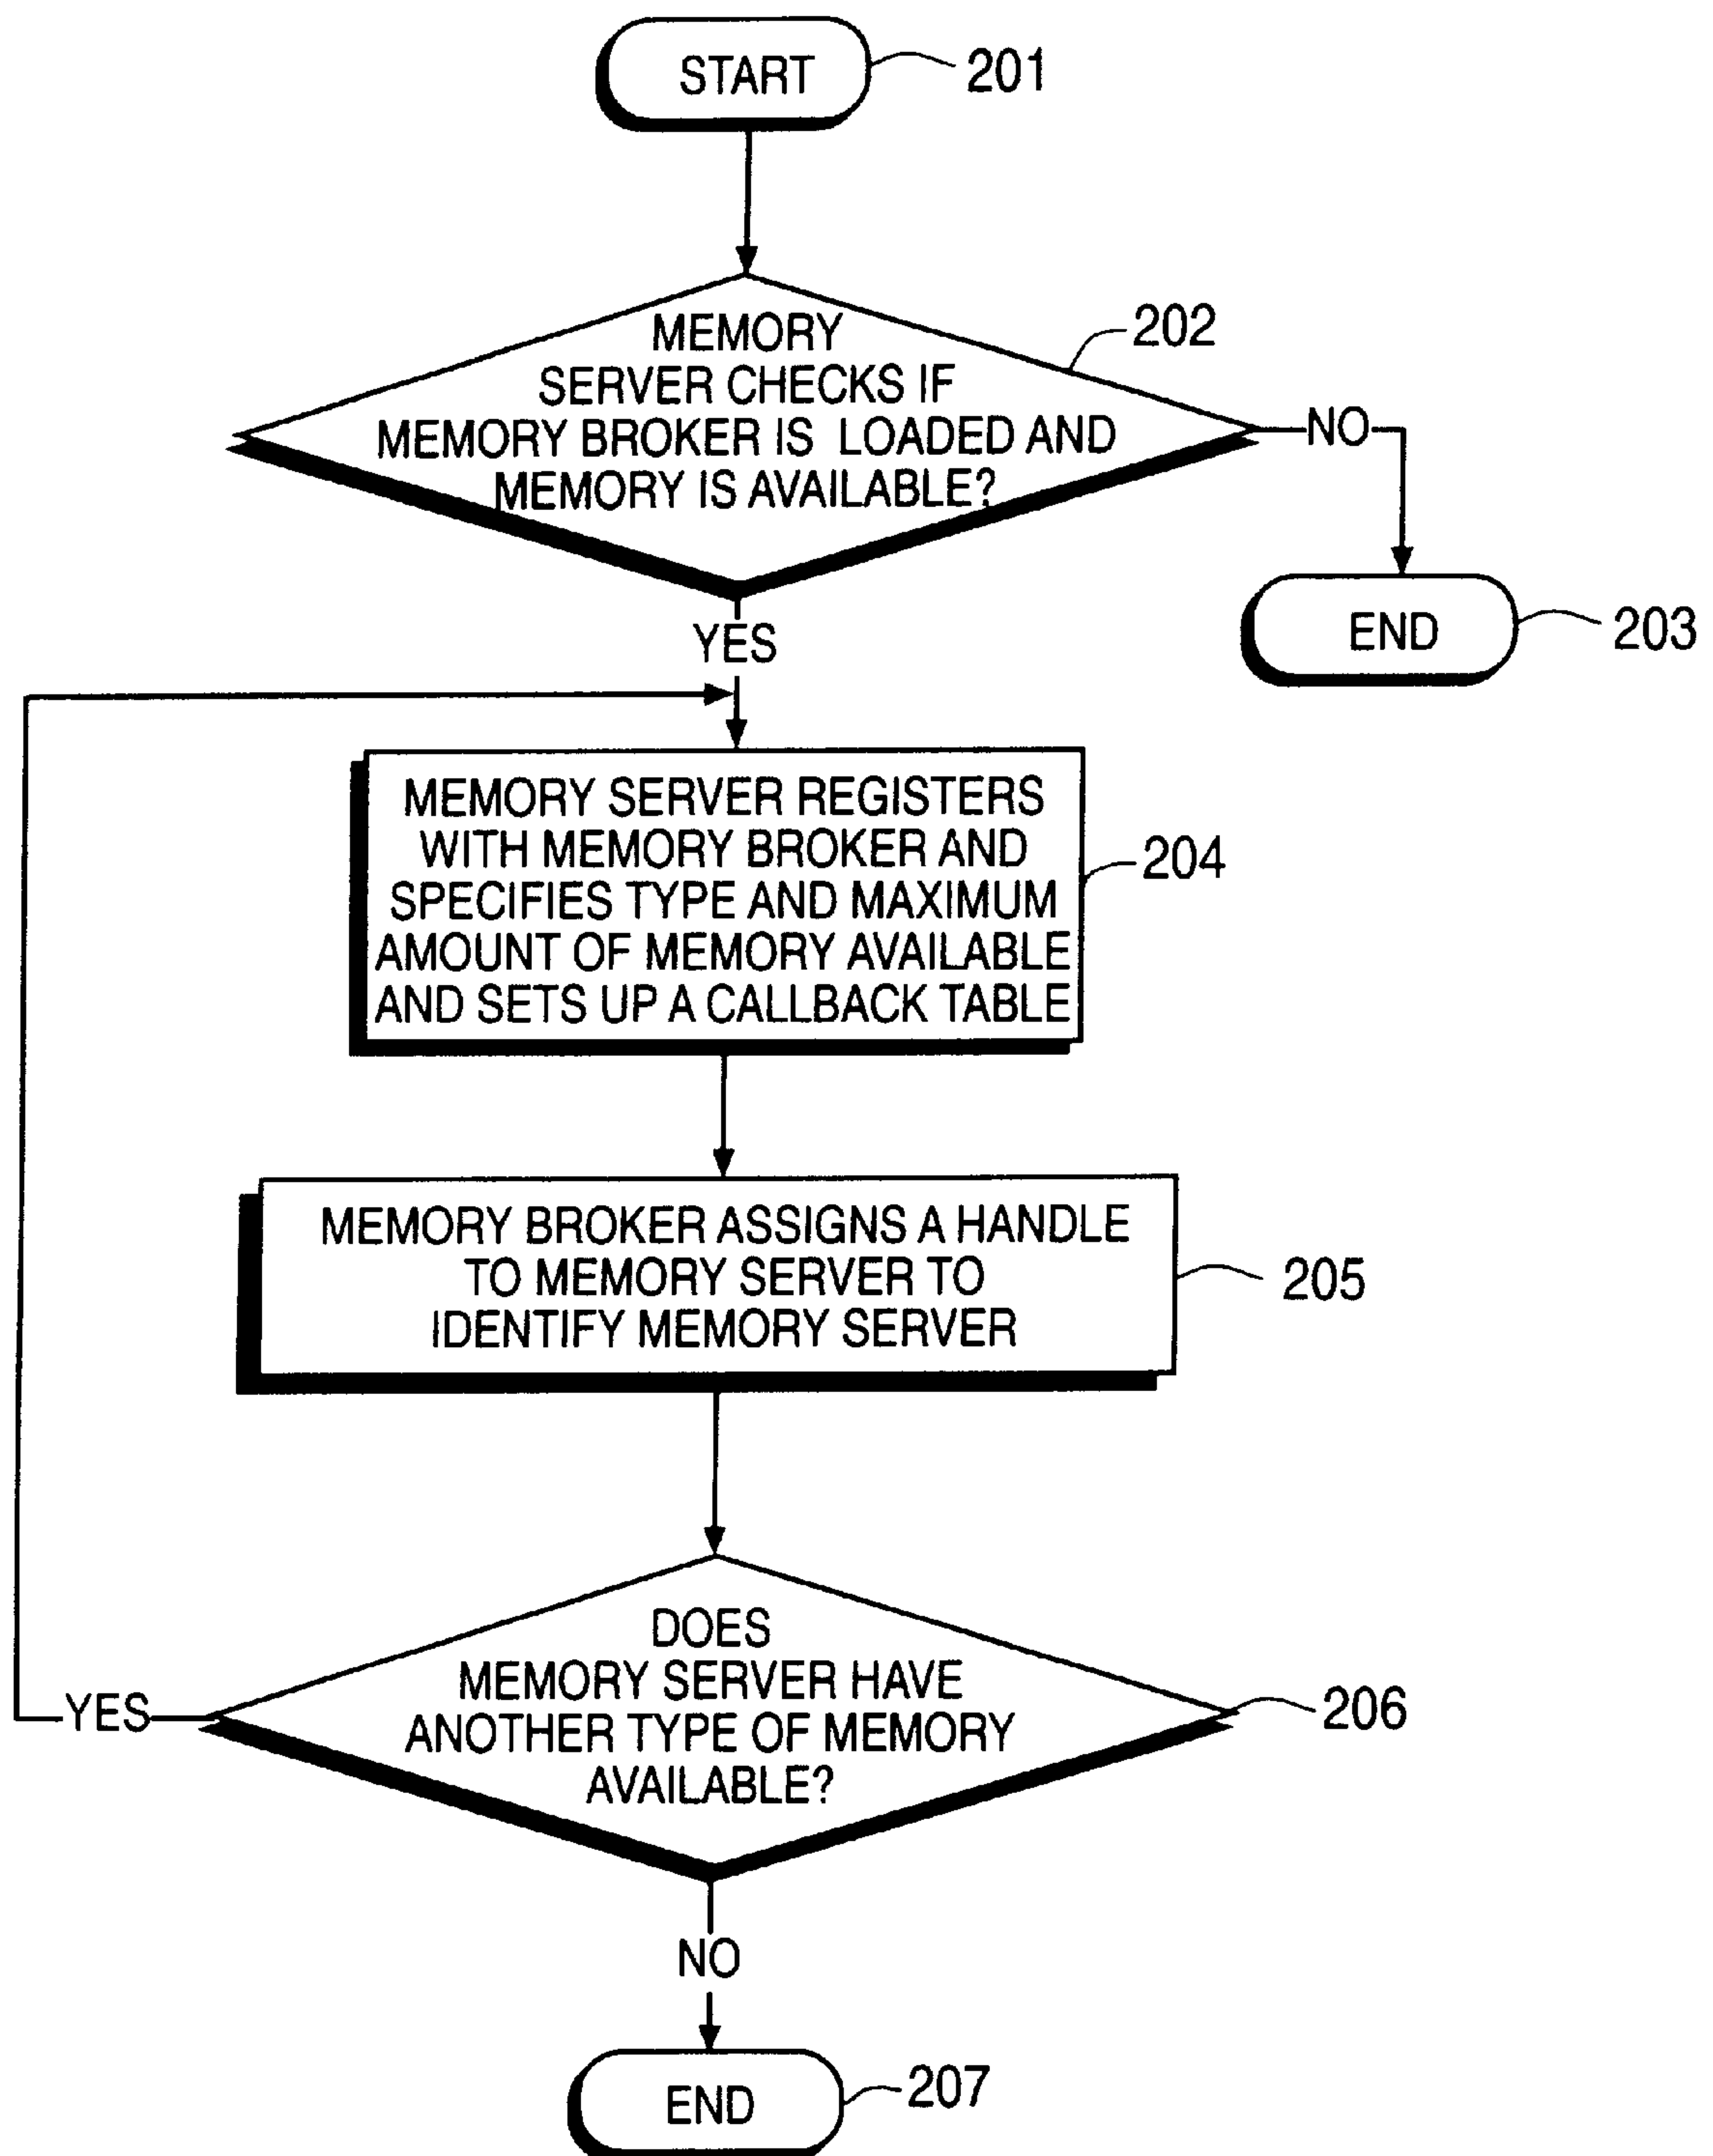 START
201
MEMORY
SERVER CHECKS IF
MEMORY BROKER IS LOADED AND
MEMORY IS AVAILABLE?
202
NO
END
203
YES
MEMORY SERVER REGISTERS
WITH MEMORY BROKER AND
SPECIFIES TYPE AND MAXIMUM
AMOUNT OF MEMORY AVAILABLE
AND SETS UP A CALLBACK TABLE
204
MEMORY BROKER ASSIGNS A HANDLE
TO MEMORY SERVER TO
IDENTIFY MEMORY SERVER
205
DOES
MEMORY SERVER HAVE
ANOTHER TYPE OF MEMORY
AVAILABLE?
206
YES
NO
END
207